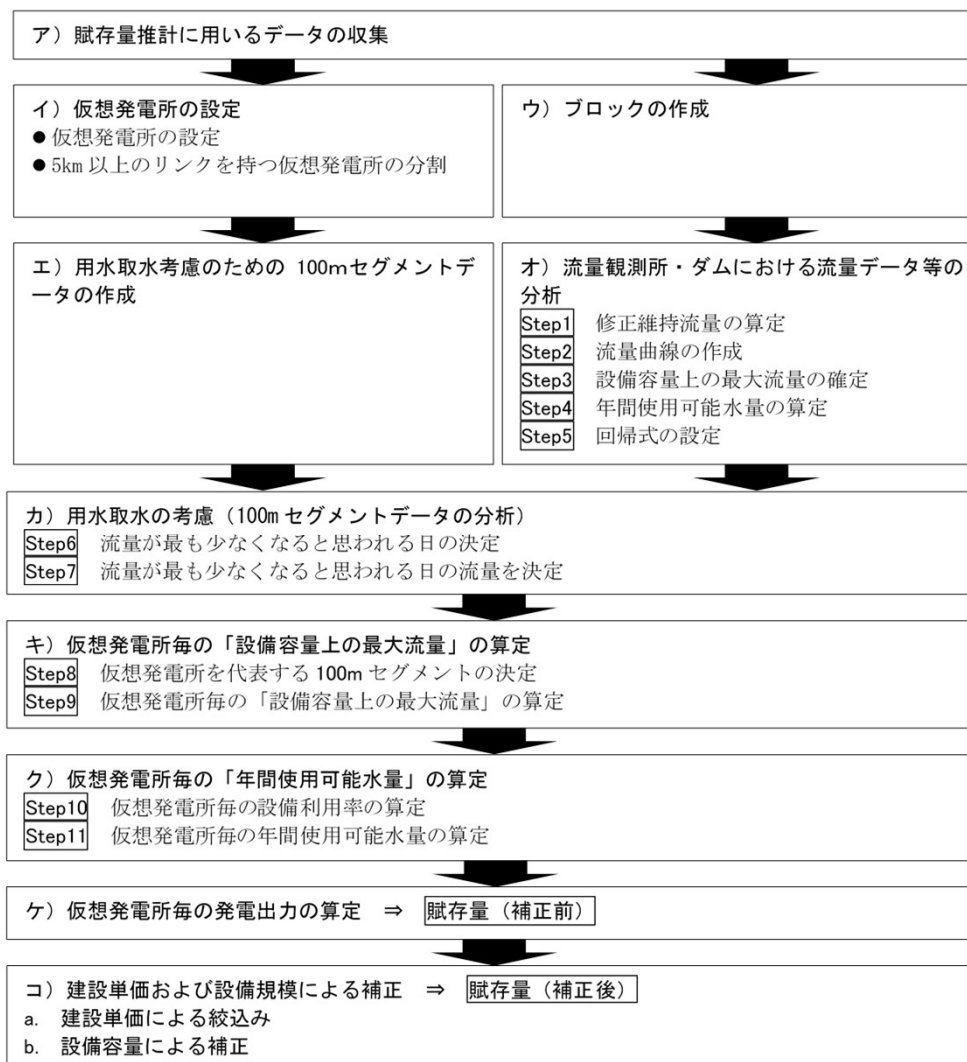 ア）賦存量推計に用いるデータの収集
イ）仮想発電所の設定
●仮想発電所の設定
●5km 以上のリンクを持つ仮想発電所の分割
ウ）ブロックの作成
エ）用水取水考慮のための 100mセグメントデ
ータの作成
オ）流量観測所・ダムにおける流量データ等の
分析
Step1 修正維持流量の算定
Step2 流量曲線の作成
Step3 設備容量上の最大流量の確定
Step4 年間使用可能水量の算定
Step5 回帰式の設定
カ）用水取水の考慮（100m セグメントデータの分析）
Step6 流量が最も少なくなると思われる日の決定
Step7 流量が最も少なくなると思われる日の流量を決定
キ）仮想発電所毎の「設備容量上の最大流量」の算定
Step8 仮想発電所を代表する 100m セグメントの決定
Step9 仮想発電所毎の「設備容量上の最大流量」の算定
ク）仮想発電所毎の「年間使用可能水量」の算定
Step10 仮想発電所毎の設備利用率の算定
Step11 仮想発電所毎の年間使用可能水量の算定
ケ）仮想発電所毎の発電出力の算定 ⇒ 賦存量（補正前）
コ）建設単価および設備規模による補正 ⇒ 賦存量（補正後）
a. 建設単価による絞込み
b. 設備容量による補正